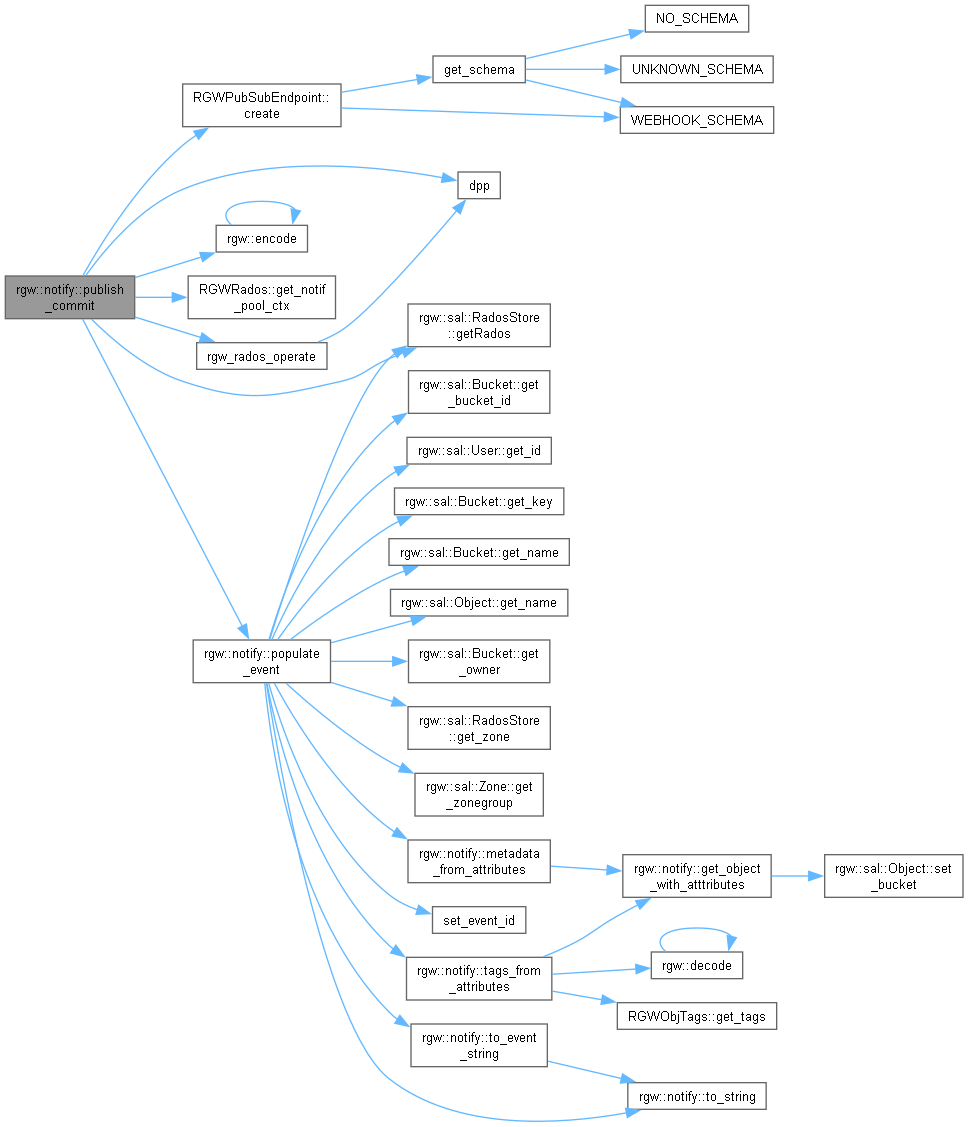 NO_SCHEMA
get_schema
UNKNOWN_SCHEMA
RGWPubSubEndpoint::
create
WEBHOOK_SCHEMA
dpp
rgw::encode
rgw::notify::publish
_commit
RGWRados::get_notif
_pool_ctx
rgw_rados_operate
rgw::sal::RadosStore
::getRados
rgw::sal::Bucket::get
_bucket_id
rgw::sal::User::get_id
rgw::sal::Bucket::get_key
rgw::sal::Bucket::get_name
rgw::sal::Object::get_name
rgw::notify::populate
_event
rgw::sal::Bucket::get
_owner
rgw::sal::RadosStore
::get_zone
rgw::sal::Zone::get
_zonegroup
rgw::notify::metadata
_from_attributes
rgw::notify::get_object
_with_atttributes
rgw::sal::Object::set
_bucket
set_event_id
rgw::notify::tags_from
_attributes
rgw::decode
RGWObjTags::get_tags
rgw::notify::to_event
_string
rgw::notify::to_string